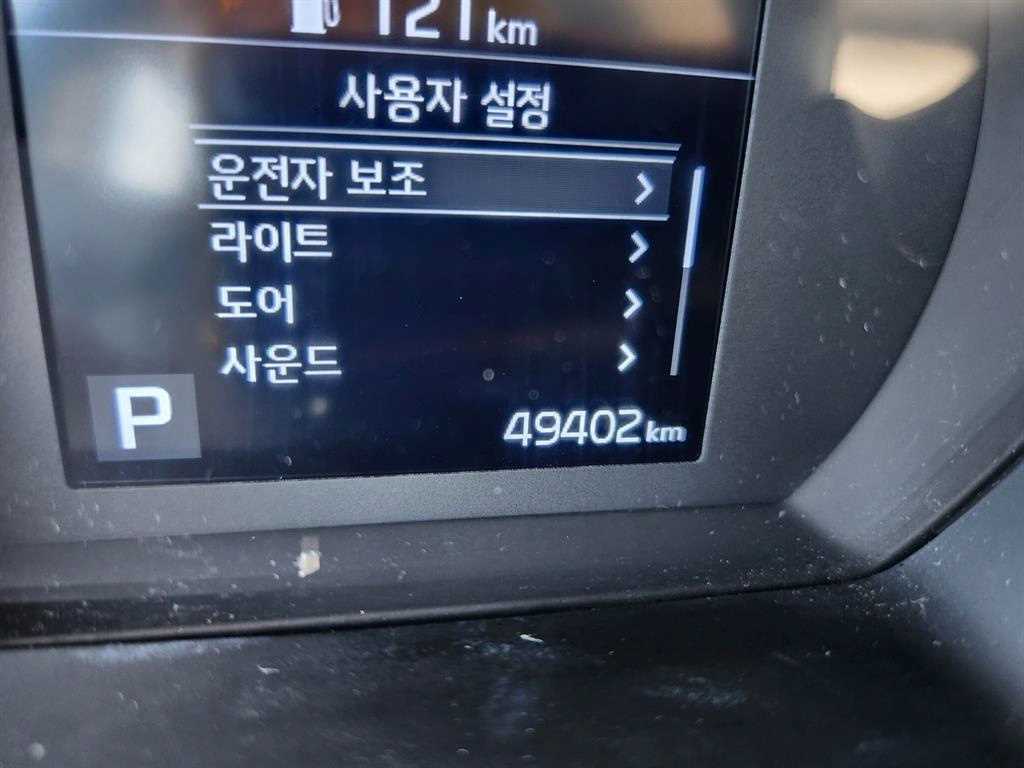 121 km
사용자 설정
운전자 보조
라이트
도어
사운드
P
49402 km